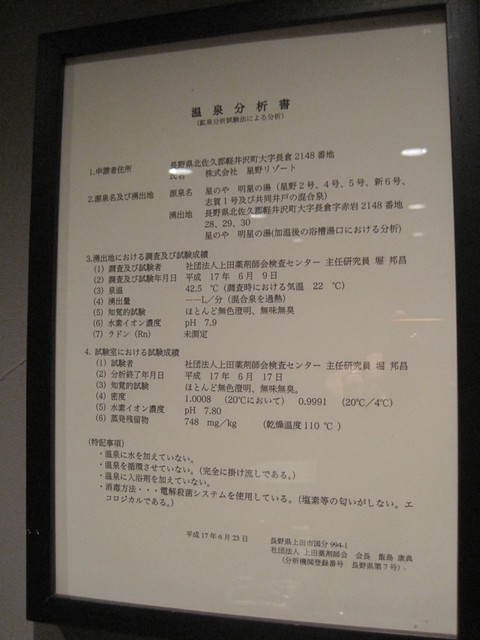 温泉分析書
(鉱泉分析試験法による分析)
1.申請者住所 長野県北佐久郡軽井沢町大字長倉2148番地
氏名 株式会社 星野リゾート
2.源泉名及び湧出地 源泉名 星のや 明星の湯 (星野2号、4号、5号、新6号、
志賀1号及び共同井戸の混合泉)
湧出地 長野県北佐久郡軽井沢町大字長倉字赤岩2148番地
28、29、30
星のや 明星の湯(加温後の浴槽湯口における分析)
3.湧出地における調査及び試験成績
(1) 調査及び試験者 社団法人上田薬剤師会検査センター 主任研究員 堀 邦昌
(2) 調査及び試験年月日 平成 17年 6月 9日
(3) 泉温 42.5 ℃ (調査時における気温 22 ℃)
(4) 湧出量 ――L/分 (混合泉を過熱)
(5) 知覚的試験 ほとんど無色澄明、無味無臭
(6) 水素イオン濃度 pH 7.9
(7) ラドン(Rn) 未測定
4. 試験室における試験成績
(1) 試験者 社団法人上田薬剤師会検査センター 主任研究員 堀 邦昌
(2) 分析終了年月日 平成 17年 6月 17日
(3) 知覚的試験 ほとんど無色澄明、無味無臭。
(4) 密度 1.0008 (20℃において) 0.9991 (20℃/4℃)
(5) 水素イオン濃度 pH 7.80
(6) 蒸発残留物 748 mg/kg (乾燥温度110 ℃)
(特記事項)
・温泉に水を加えていない。
・温泉を循環させていない。(完全に掛け流しである。)
・温泉に入浴剤を加えていない。
・消毒方法・・・電解殺菌システムを使用している。(塩素等の匂いがしない。エ
コロジカルである。)
平成17年6月23日
長野県上田市国分994-1
社団法人 上田薬剤師会 会長 飯島 康典
(分析機関登録番号 長野県第7号)